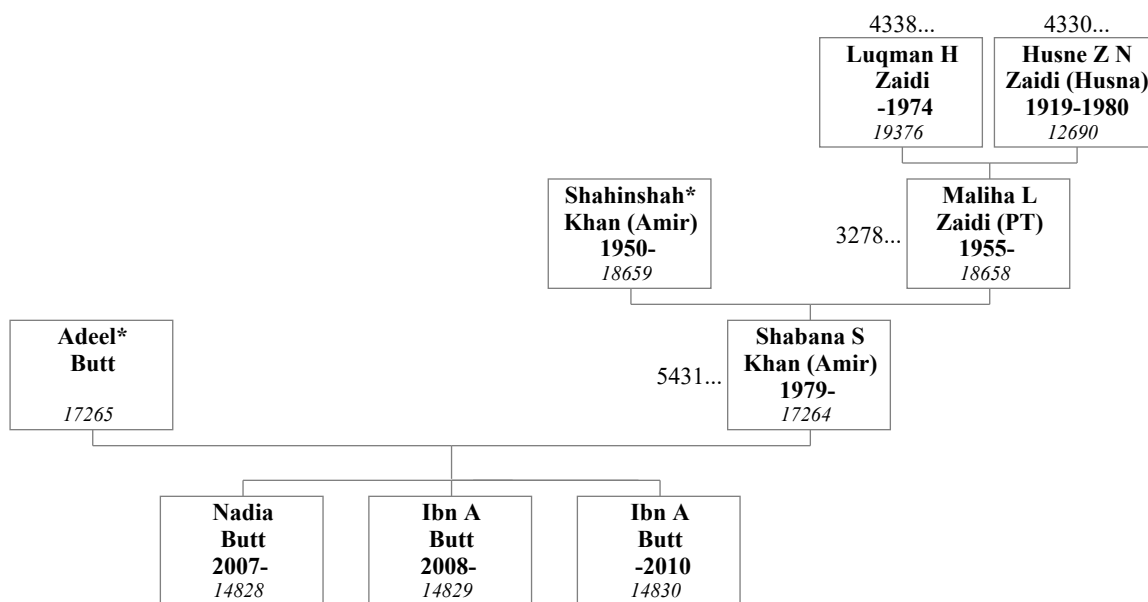 4338...
4330...
Luqman H
Zaidi
-1974
19376
Husne Z N
Zaidi (Husna)
1919-1980
12690
Shahinshah*
Khan (Amir)
1950-
18659
3278...
Maliha L
Zaidi (PT)
1955-
18658
Adeel*
Butt
17265
5431...
Shabana S
Khan (Amir)
1979-
17264
Nadia
Butt
2007-
14828
Ibn A
Butt
2008-
14829
Ibn A
Butt
-2010
14830